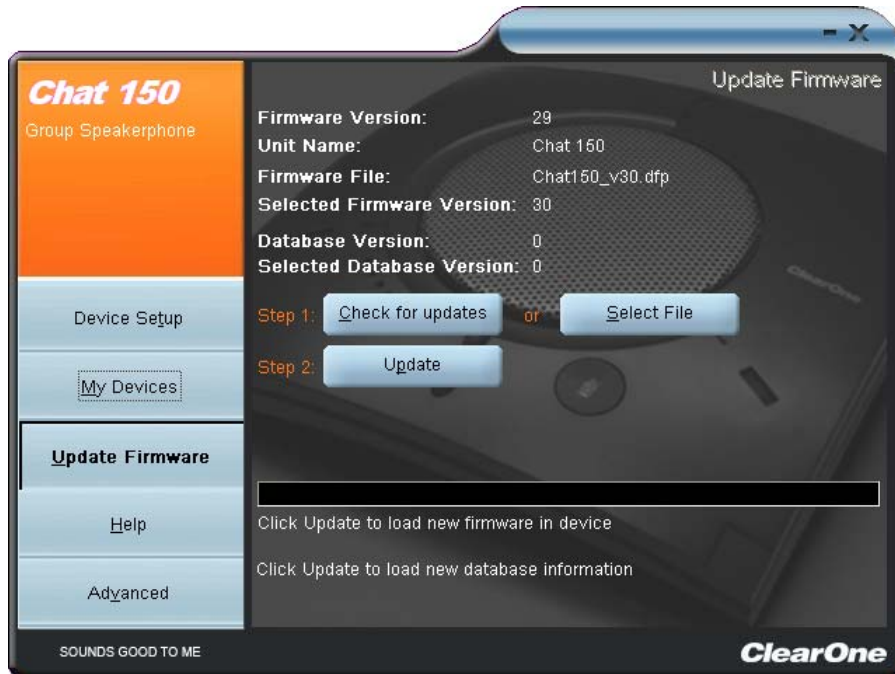 Chat 150
Group Speakerphone
Update Firmware
Firmware Version: 29
Unit Name: Chat 150
Firmware File: Chat150_v30.dfp
Selected Firmware Version: 30
Database Version: 0
Selected Database Version: 0
Step 1: Check for updates or Select File
Step 2: Update
Device Setup
My Devices
Update Firmware
Help
Advanced
Click Update to load new firmware in device
Click Update to load new database information
SOUNDS GOOD TO ME
ClearOne
ClearOne